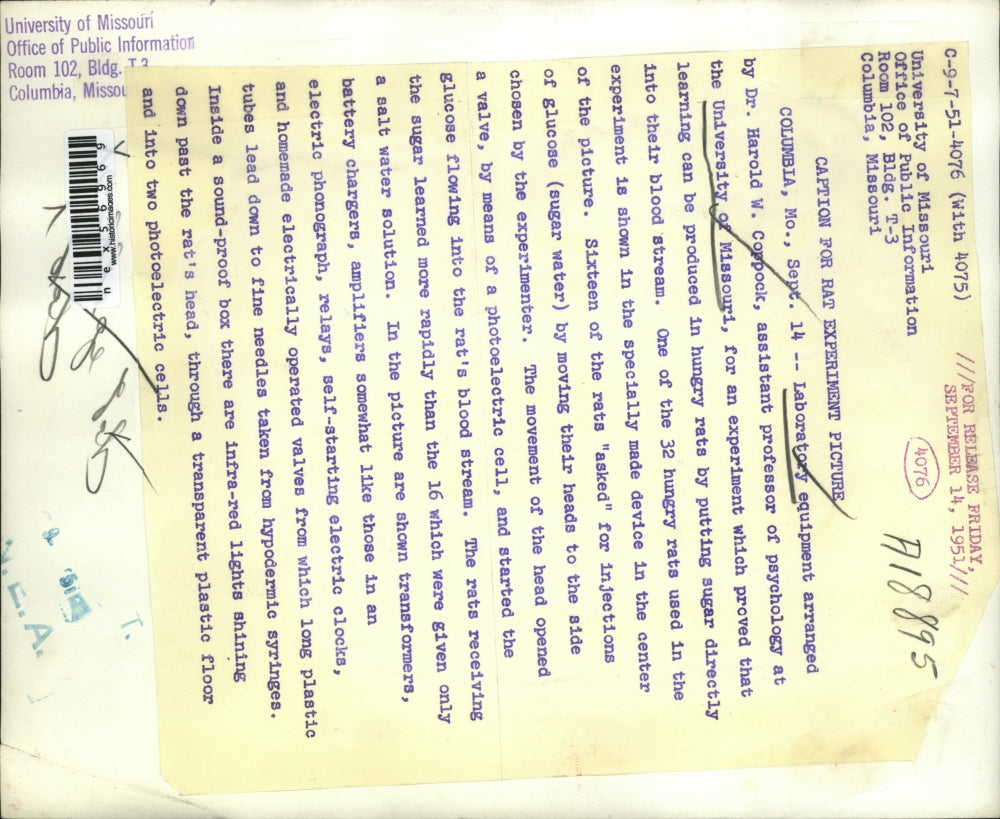 University of Missouri
Office of Public Information
Room 102, Bldg. T-3
Columbia, Missou
C-9-7-51-4076 (With 4075)
University of Missouri
Office of Public Information
Room 102, Bldg. T-3
Columbia, Missouri
///FOR RELEASE FRIDAY,
SEPTEMBER 14, 1951///
4076
A18895
CAPTION FOR RAT EXPERIMENT PICTURE
COLUMBIA, Mo., Sept. 14 -- Laboratory equipment arranged
by Dr. Harold W. Coppock, assistant professor of psychology at
the University of Missouri, for an experiment which proved that
learning can be produced in hungry rats by putting sugar directly
into their blood stream. One of the 32 hungry rats used in the
experiment is shown in the specially made device in the center
of the picture. Sixteen of the rats "asked" for injections
of glucose (sugar water) by moving their heads to the side
chosen by the experimenter. The movement of the head opened
a valve, by means of a photoelectric cell, and started the
glucose flowing into the rat's blood stream. The rats receiving
the sugar learned more rapidly than the 16 which were given only
a salt water solution. In the picture are shown transformers,
battery chargers, amplifiers somewhat like those in an
electric phonograph, relays, self-starting electric clocks,
and homemade electrically operated valves from which long plastic
tubes lead down to fine needles taken from hypodermic syringes.
Inside a sound-proof box there are infra-red lights shining
down past the rat's head, through a transparent plastic floor
and into two photoelectric cells.
www.historicimages.com
nex56969
N.E.A.